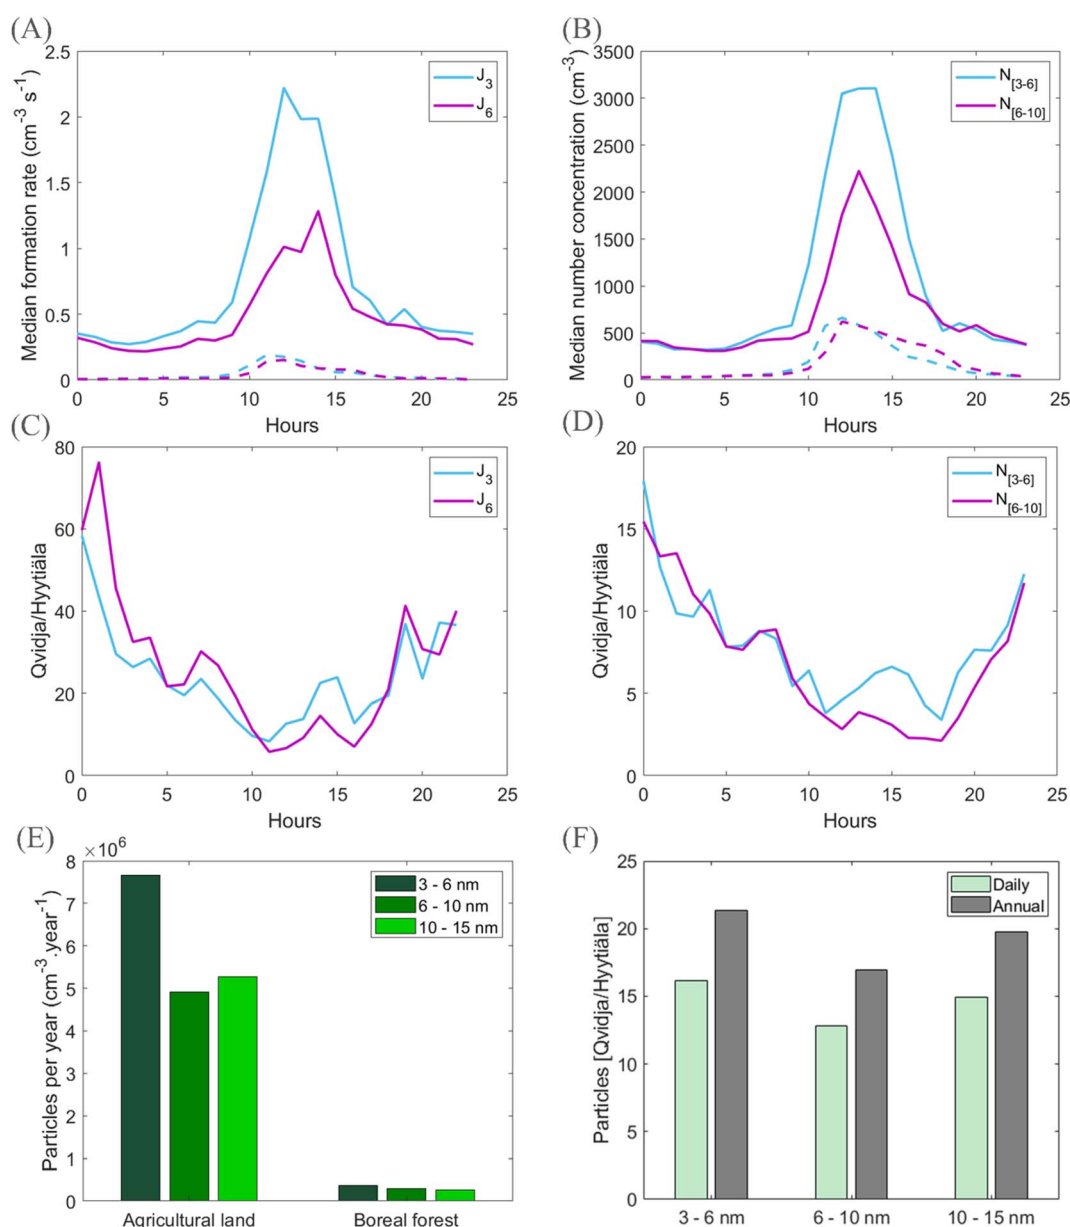 (A)
Median formation rate (cm-3 s-1)
2.5
2
1.5
1
0.5
0
J3
J6
0 5 10 15 20 25
Hours
(B)
Median number concentration (cm-3)
3500
3000
2500
2000
1500
1000
500
0
N[3-6]
N[6-10]
0 5 10 15 20 25
Hours
(C)
Qvidja/Hyytiäla
80
60
40
20
0
J3
J6
0 5 10 15 20 25
Hours
(D)
Qvidja/Hyytiäla
20
15
10
5
0
N[3-6]
N[6-10]
0 5 10 15 20 25
Hours
(E)
×10^6
Particles per year (cm-3.year-1)
8
7
6
5
4
3
2
1
0
3 - 6 nm
6 - 10 nm
10 - 15 nm
Agricultural land Boreal forest
(F)
Particles [Qvidja/Hyytiäla]
25
20
15
10
5
0
Daily
Annual
3 - 6 nm 6 - 10 nm 10 - 15 nm